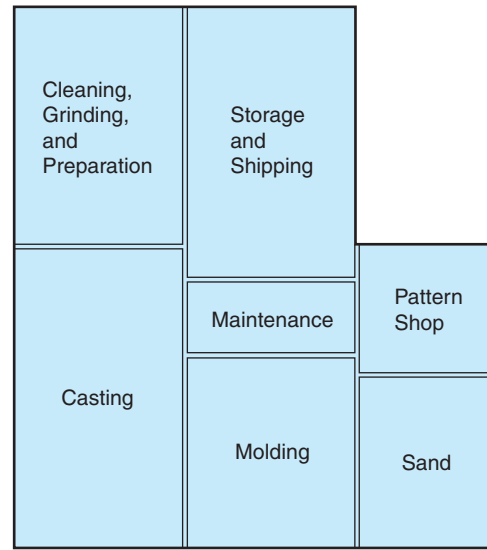 Cleaning,
Grinding,
and
Preparation
Storage
and
Shipping
Maintenance
Pattern
Shop
Casting
Molding
Sand